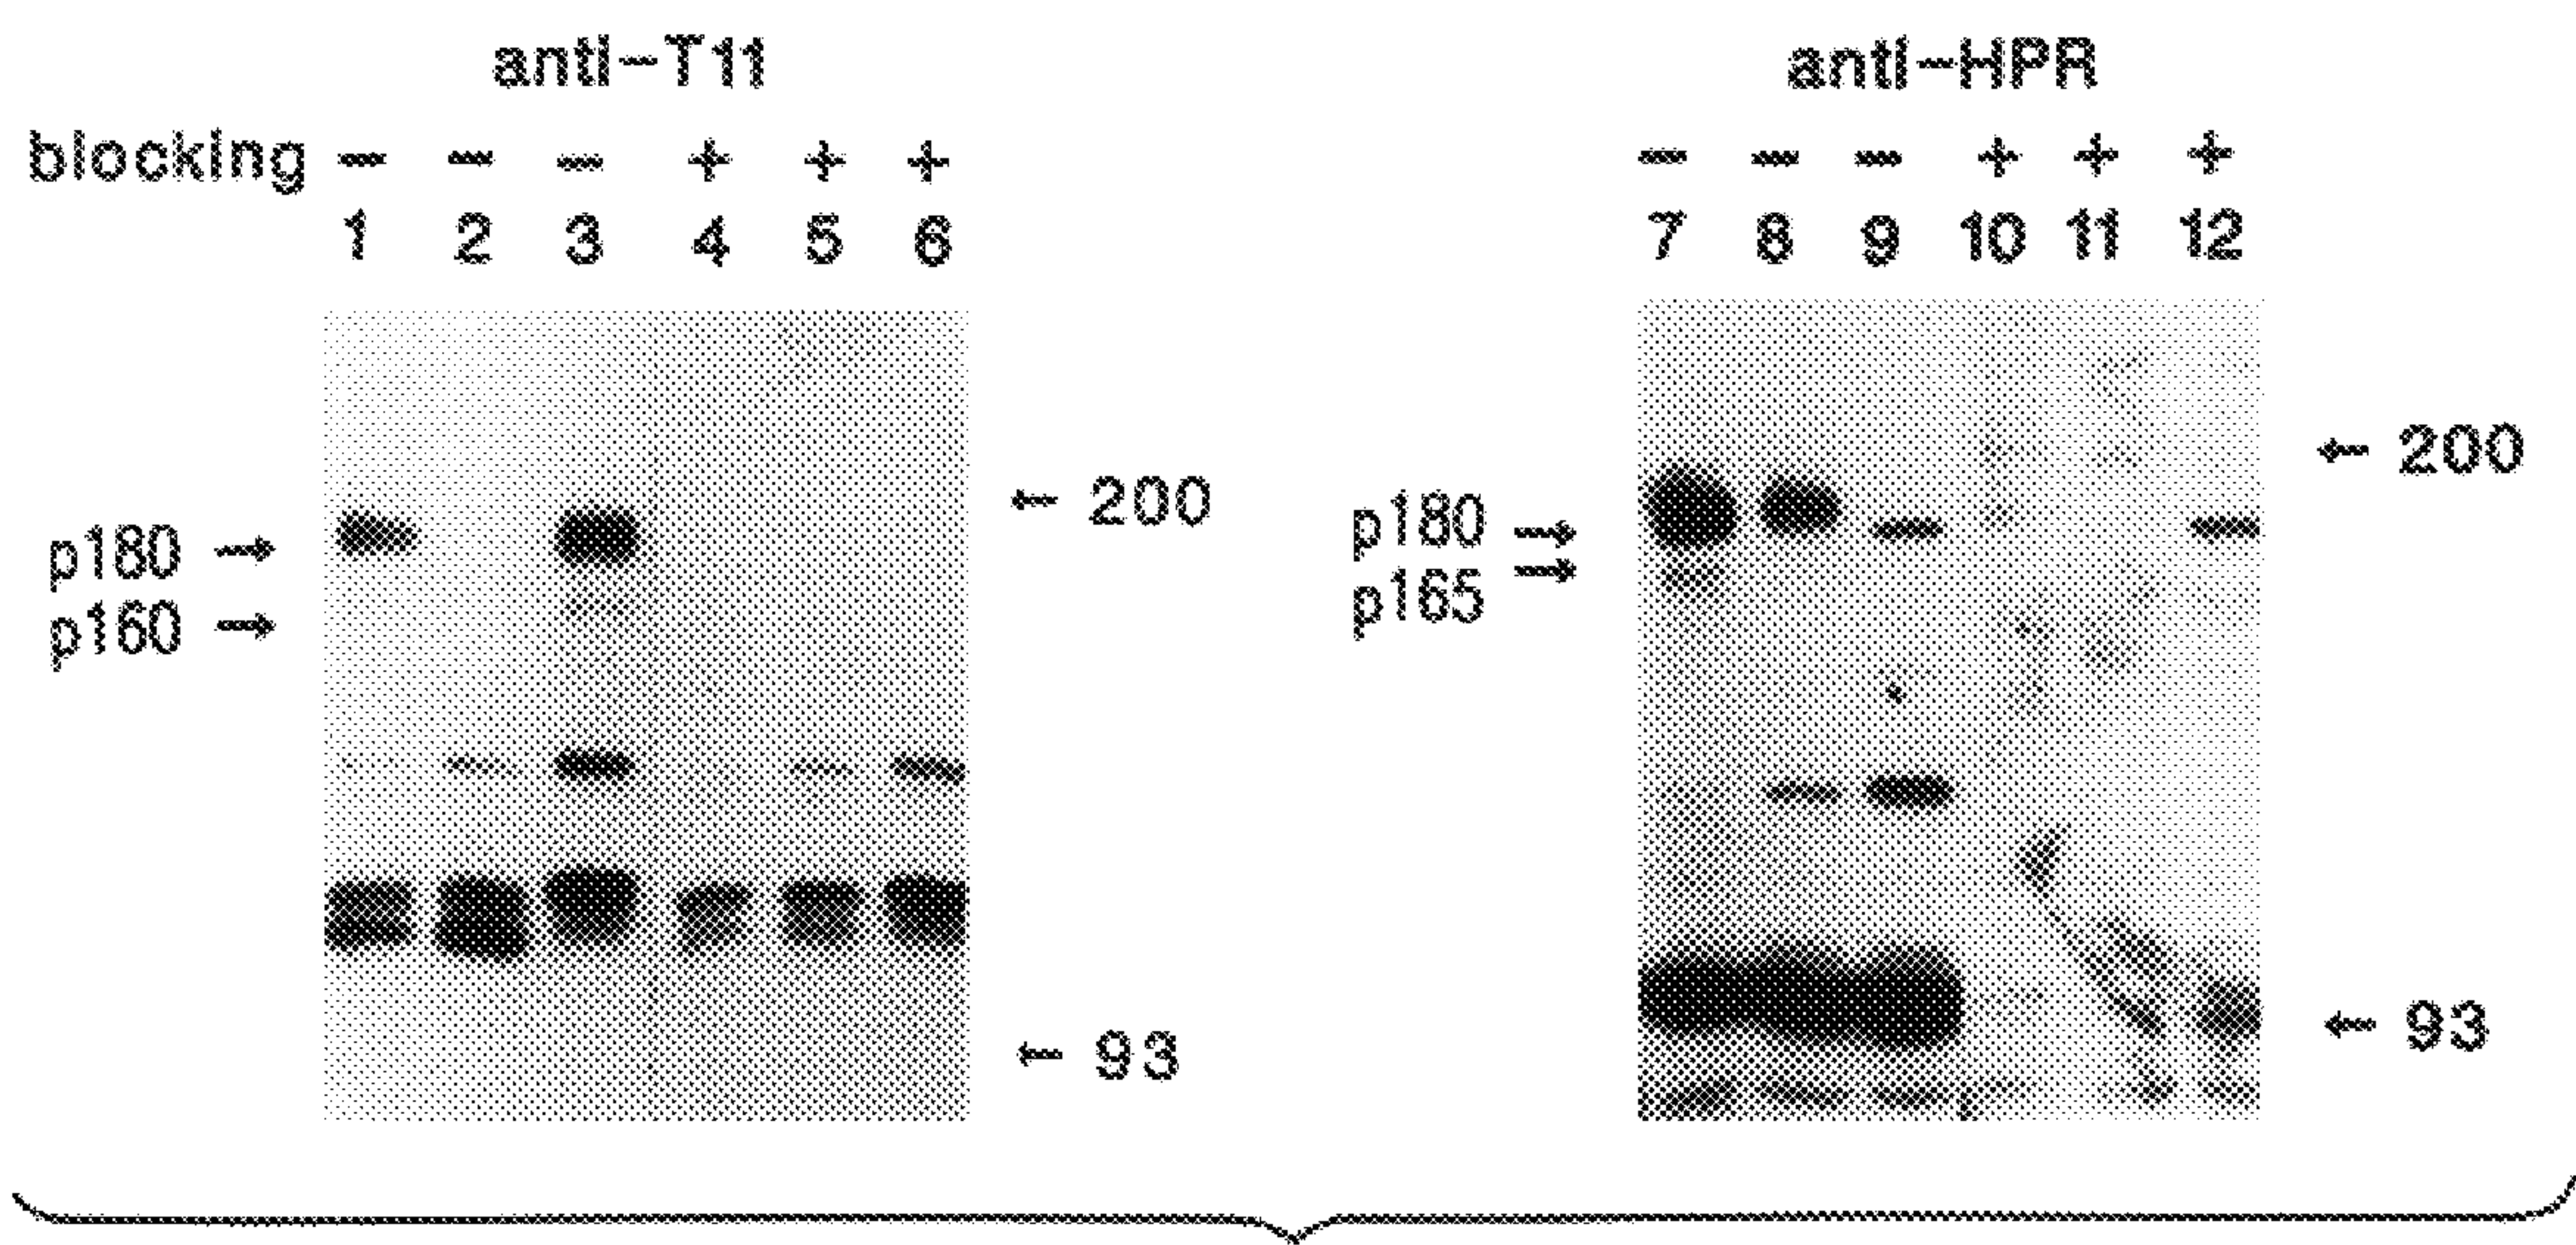 anti-T11 anti-HPR
blocking - - - + + + - - - + + +
1 2 3 4 5 6 7 8 9 10 11 12
← 200
← 200
p180 →
p180 →
p160 →
p165 →
← 93
← 93